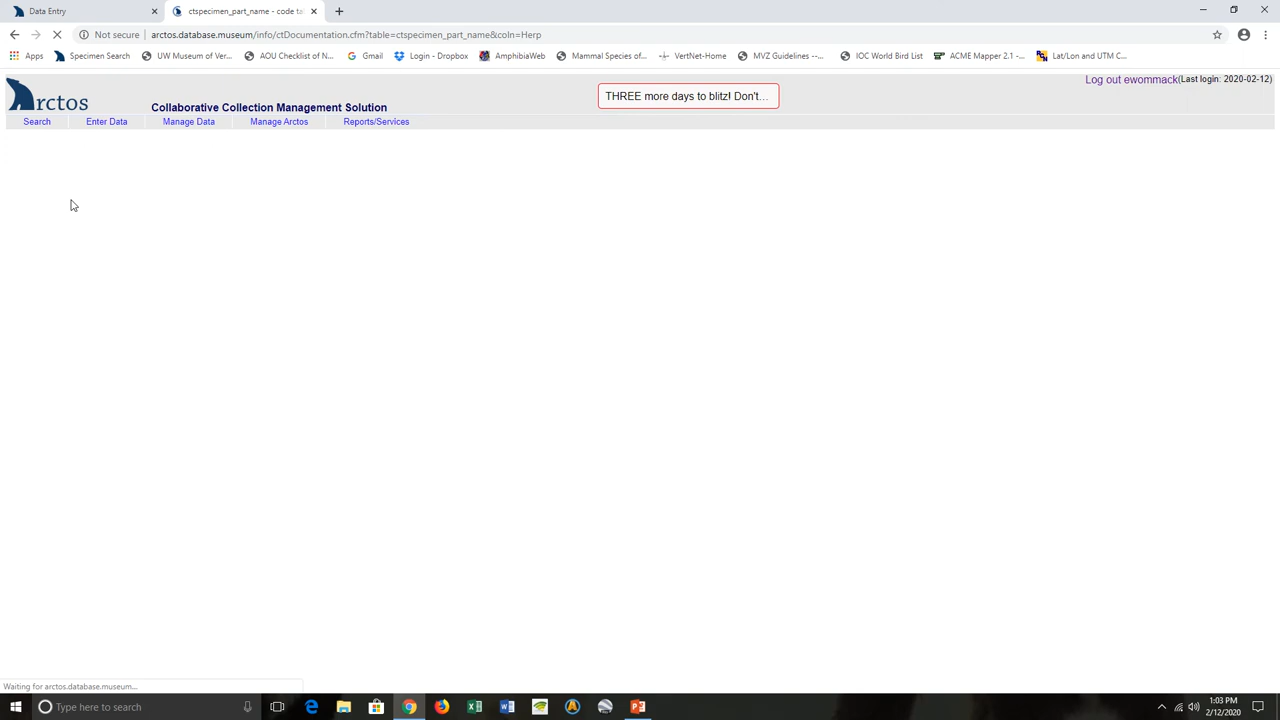 Data Entry
ctspecimen_part_name - code ta
Not secure
arctos.database.museum/info/ctDocumentation.cfm?table=ctspecimen_part_name&coln=Herp
Apps
Specimen Search
UW Museum of Ver...
AOU Checklist of N...
Gmail
Login - Dropbox
AmphibiaWeb
Mammal Species of...
VertNet-Home
MVZ Guidelines --...
IOC World Bird List
ACME Mapper 2.1 -...
Lat/Lon and UTM C...
Arctos
Collaborative Collection Management Solution
THREE more days to blitz! Don't...
Log out ewommack(Last login: 2020-02-12)
Search
Enter Data
Manage Data
Manage Arctos
Reports/Services
Waiting for arctos.database.museum...
Type here to search
1:03 PM
2/12/2020